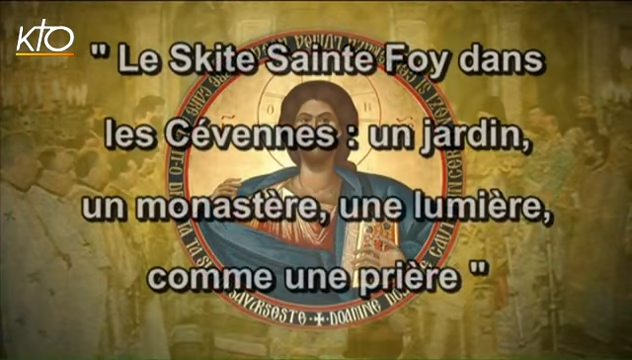 KTO
" Le Skite Sainte Foy dans
les Cévennes : un jardin,
un monastère, une lumière,
comme une prière "